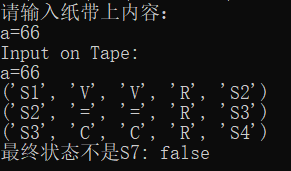 请输入纸带上内容：
a=66
Input on Tape:
a=66
('S1', 'V', 'V', 'R', 'S2')
('S2', '=', '=', 'R', 'S3')
('S3', 'C', 'C', 'R', 'S4')
最终状态不是S7: false